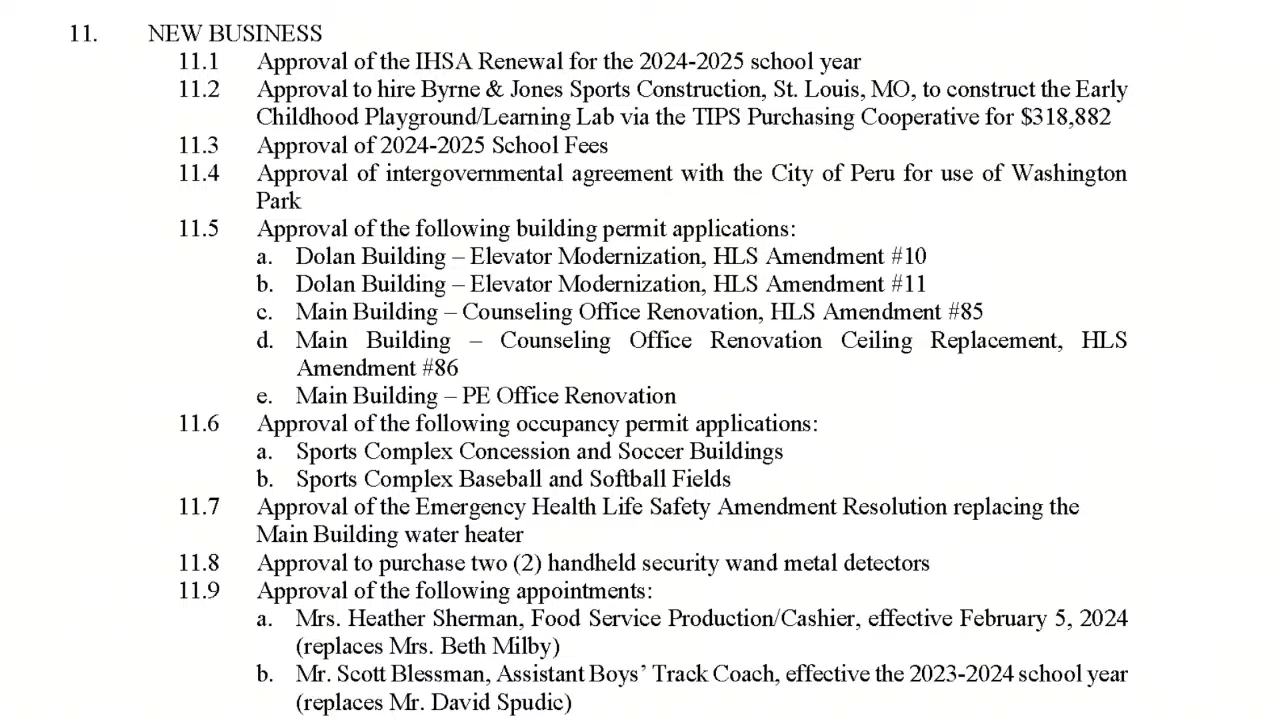 11. NEW BUSINESS
11.1 Approval of the IHSA Renewal for the 2024-2025 school year
11.2 Approval to hire Byrne & Jones Sports Construction, St. Louis, MO, to construct the Early
Childhood Playground/Learning Lab via the TIPS Purchasing Cooperative for $318,882
11.3 Approval of 2024-2025 School Fees
11.4 Approval of intergovernmental agreement with the City of Peru for use of Washington
Park
11.5 Approval of the following building permit applications:
a. Dolan Building – Elevator Modernization, HLS Amendment #10
b. Dolan Building – Elevator Modernization, HLS Amendment #11
c. Main Building – Counseling Office Renovation, HLS Amendment #85
d. Main Building – Counseling Office Renovation Ceiling Replacement, HLS
Amendment #86
e. Main Building – PE Office Renovation
11.6 Approval of the following occupancy permit applications:
a. Sports Complex Concession and Soccer Buildings
b. Sports Complex Baseball and Softball Fields
11.7 Approval of the Emergency Health Life Safety Amendment Resolution replacing the
Main Building water heater
11.8 Approval to purchase two (2) handheld security wand metal detectors
11.9 Approval of the following appointments:
a. Mrs. Heather Sherman, Food Service Production/Cashier, effective February 5, 2024
(replaces Mrs. Beth Milby)
b. Mr. Scott Blessman, Assistant Boys’ Track Coach, effective the 2023-2024 school year
(replaces Mr. David Spudic)